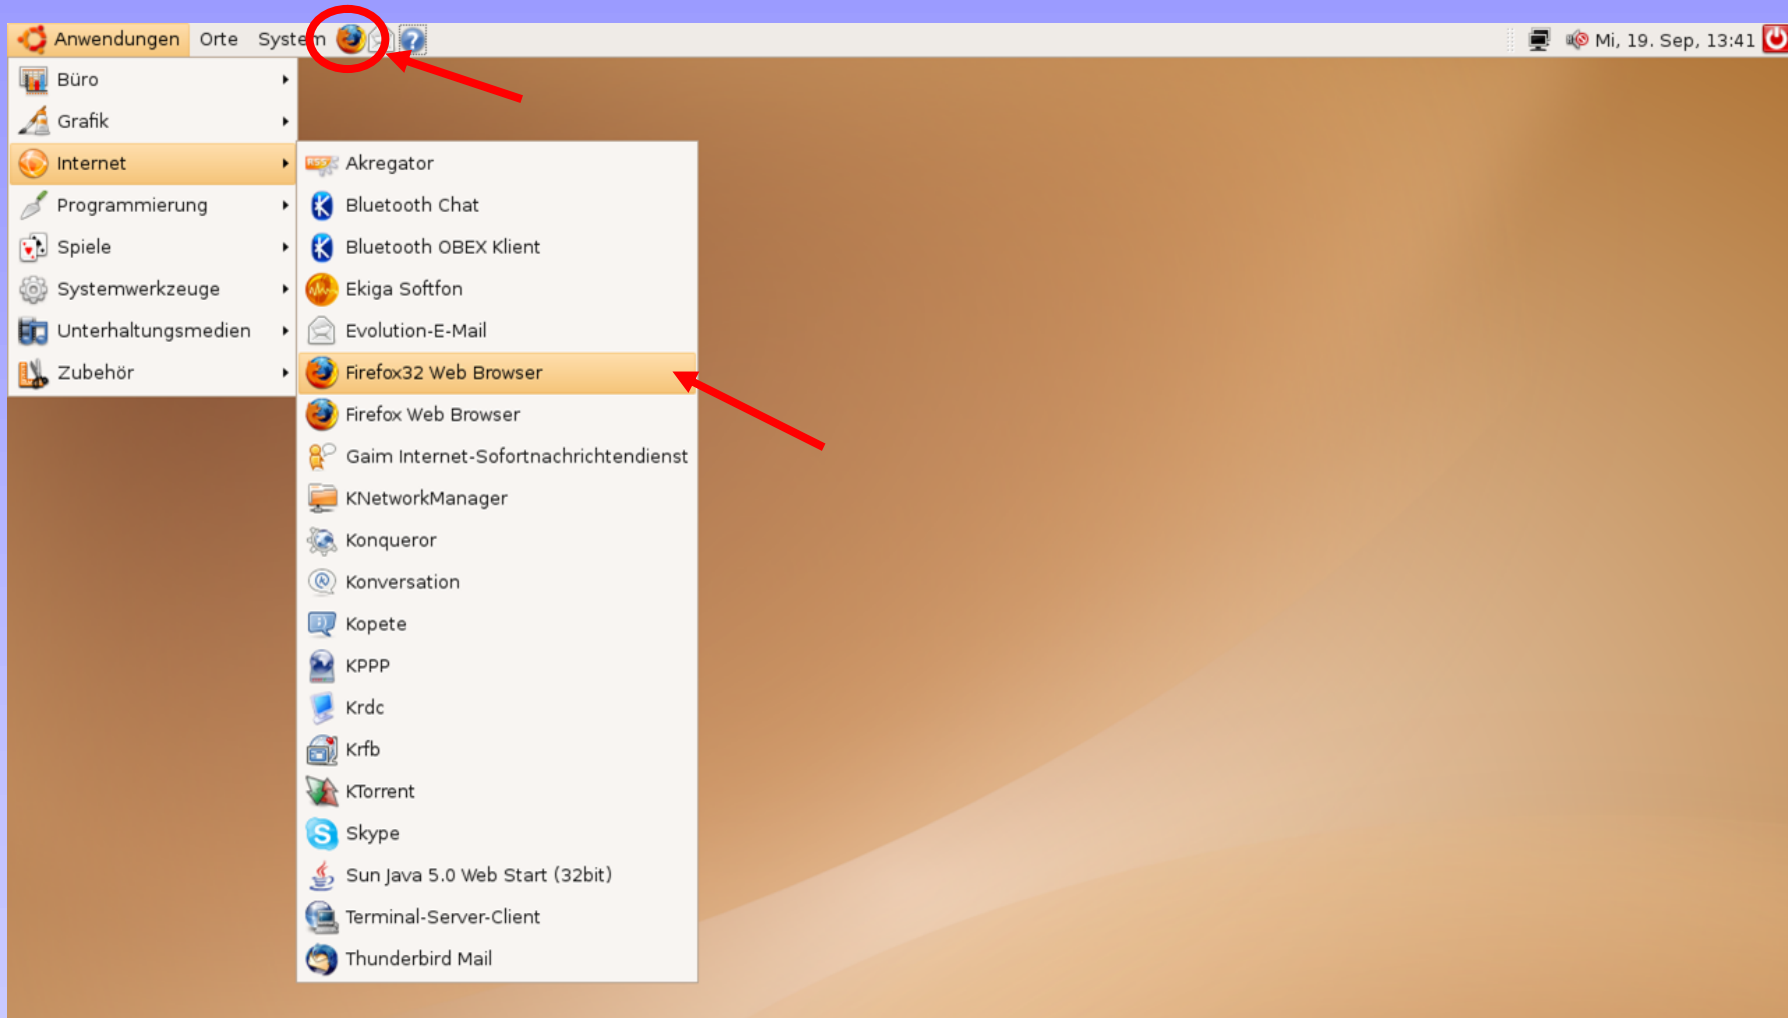 Anwendungen Orte System Mi, 19. Sep, 13:41
Büro
Grafik
Internet
Programmierung
Spiele
Systemwerkzeuge
Unterhaltungsmedien
Zubehör
RSS Akregator
Bluetooth Chat
Bluetooth OBEX Klient
Ekiga Softfon
Evolution-E-Mail
Firefox32 Web Browser
Firefox Web Browser
Gaim Internet-Sofortnachrichtendienst
KNetworkManager
Konqueror
Konversation
Kopete
KPPP
Krdc
Krfb
KTorrent
Skype
Sun Java 5.0 Web Start (32bit)
Terminal-Server-Client
Thunderbird Mail